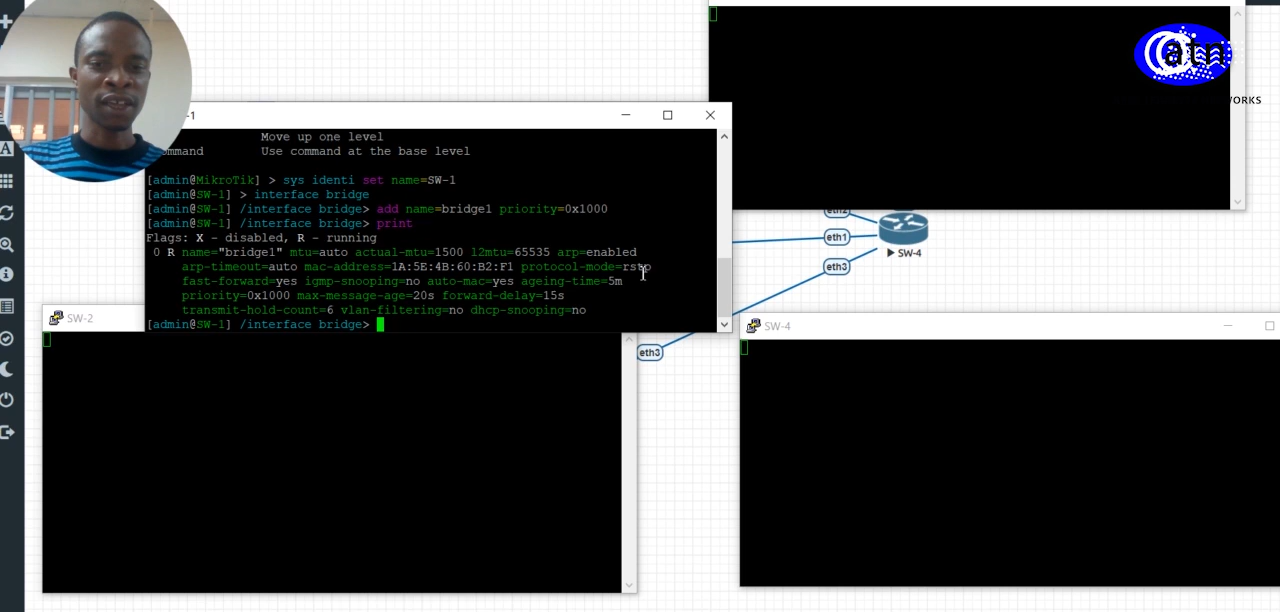 atn
WORKS
-1
Move up one level
ommand Use command at the base level
[admin@MikroTik] > sys identi set name=SW-1
[admin@SW-1] > interface bridge
[admin@SW-1] /interface bridge> add name=bridge1 priority=0x1000
[admin@SW-1] /interface bridge> print
Flags: X - disabled, R - running
0 R name="bridge1" mtu=auto actual-mtu=1500 l2mtu=65535 arp=enabled
arp-timeout=auto mac-address=1A:5E:4B:60:B2:F1 protocol-mode=rstp
fast-forward=yes igmp-snooping=no auto-mac=yes ageing-time=5m
priority=0x1000 max-message-age=20s forward-delay=15s
transmit-hold-count=6 vlan-filtering=no dhcp-snooping=no
[admin@SW-1] /interface bridge>
eth2
eth1
SW-4
eth3
SW-2
eth3
SW-4